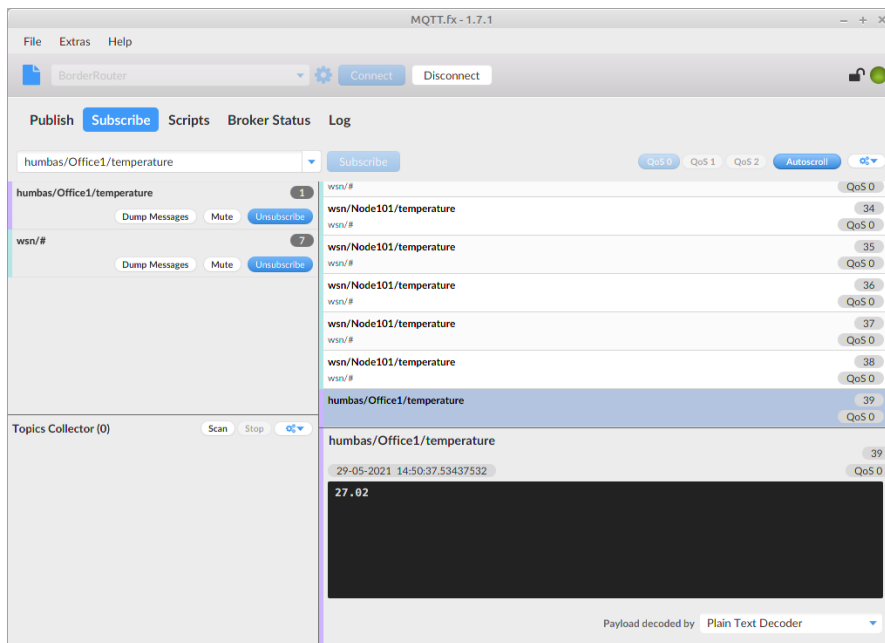 MQTT.fx - 1.7.1
File Extras Help
BorderRouter Connect Disconnect
Publish Subscribe Scripts Broker Status Log
humbas/Office1/temperature Subscribe QoS 0 QoS 1 QoS 2 Autoscroll
humbas/Office1/temperature 1
Dump Messages Mute Unsubscribe
wsn/# 7
Dump Messages Mute Unsubscribe
wsn/# QoS 0
wsn/Node101/temperature 34
wsn/# QoS 0
wsn/Node101/temperature 35
wsn/# QoS 0
wsn/Node101/temperature 36
wsn/# QoS 0
wsn/Node101/temperature 37
wsn/# QoS 0
wsn/Node101/temperature 38
wsn/# QoS 0
humbas/Office1/temperature 39
QoS 0
Topics Collector (0) Scan Stop
humbas/Office1/temperature
39
29-05-2021 14:50:37.53437532 QoS 0
27.02
Payload decoded by Plain Text Decoder